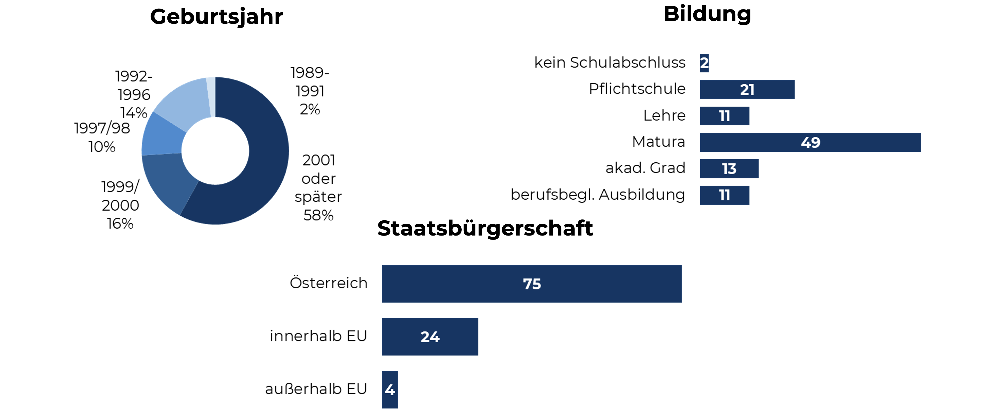 Geburtsjahr
1989-
1991
2%
2001
oder
später
58%
1999/
2000
16%
1997/98
10%
1992-
1996
14%
Bildung
kein Schulabschluss 2
Pflichtschule 21
Lehre 11
Matura 49
akad. Grad 13
berufsbegl. Ausbildung 11
Staatsbürgerschaft
Österreich 75
innerhalb EU 24
außerhalb EU 4